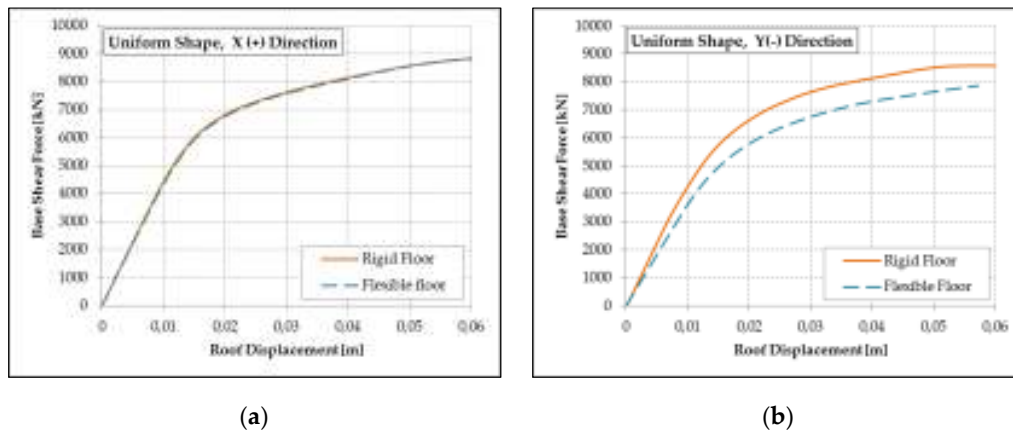 Uniform Shape, X (+) Direction
Base Shear Force [kN]
10000
9000
8000
7000
6000
5000
4000
3000
2000
1000
0
Rigid Floor
Flexible floor
0 0,01 0,02 0,03 0,04 0,05 0,06
Roof Displacement [m]
(a)
Uniform Shape, Y(-) Direction
Base Shear Force [kN]
10000
9000
8000
7000
6000
5000
4000
3000
2000
1000
0
Rigid Floor
Flexible Floor
0 0,01 0,02 0,03 0,04 0,05 0,06
Roof Displacement [m]
(b)